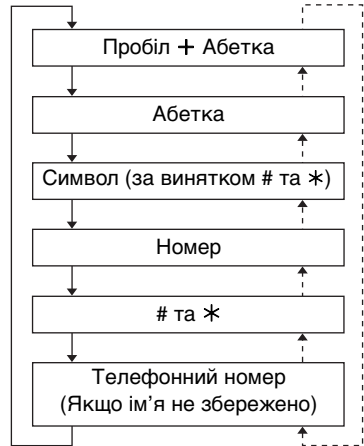 Пробіл + Абетка
Абетка
Символ (за винятком # та ✳)
Номер
# та ✳
Телефонний номер
(Якщо ім’я не збережено)